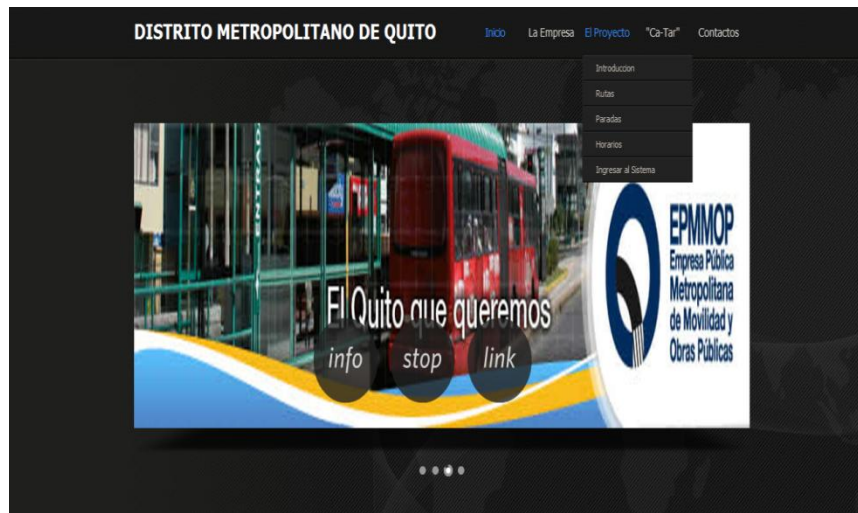 DISTRITO METROPOLITANO DE QUITO
Inicio La Empresa El Proyecto "Ca-Tar" Contactos
Introduccion
Rutas
Paradas
Horarios
Ingresar al Sistema
ENTRADA
El Quito que queremos
info stop link
EPMMOP
Empresa Pública
Metropolitana
de Movilidad y
Obras Públicas